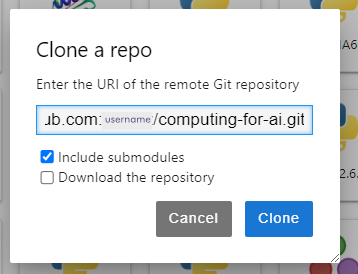 Clone a repo
Enter the URI of the remote Git repository
ub.com:username/computing-for-ai.git
Include submodules
Download the repository
Cancel
Clone